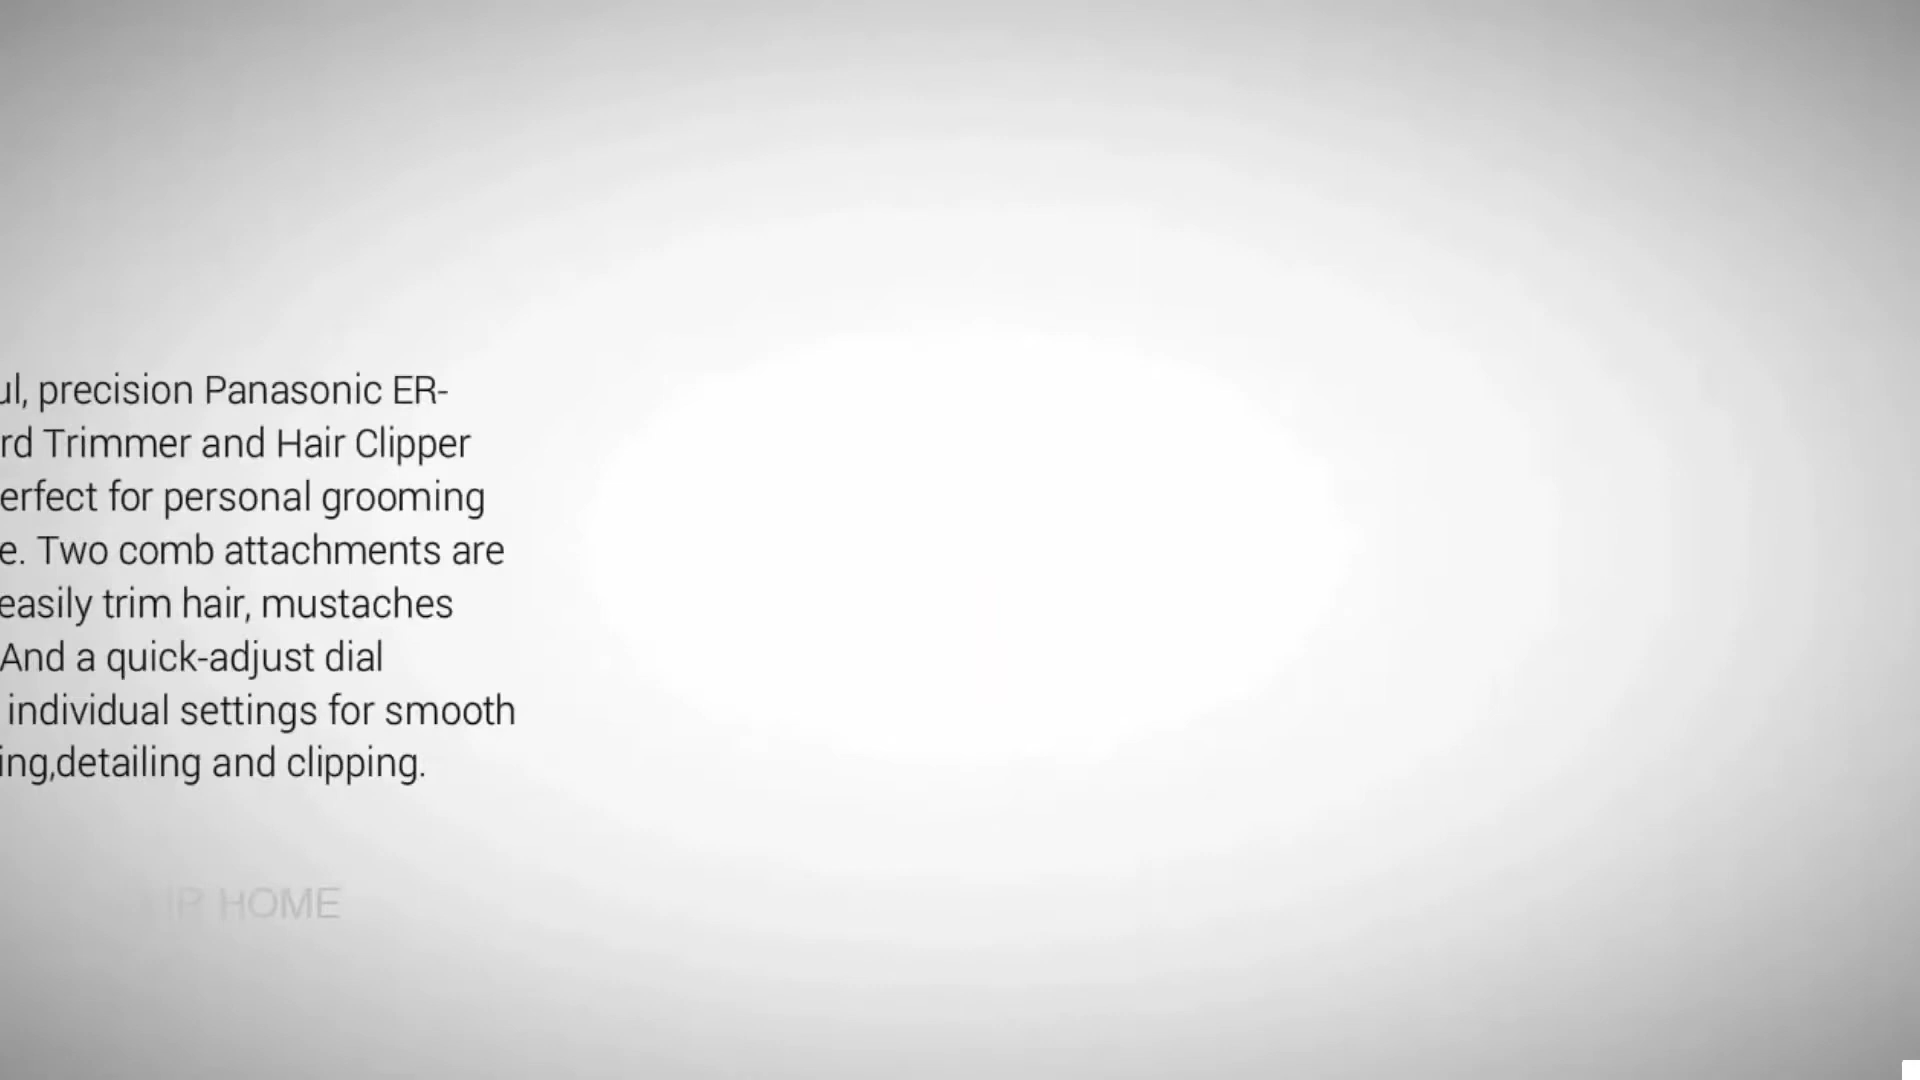 ul, precision Panasonic ER-
rd Trimmer and Hair Clipper
erfect for personal grooming
e. Two comb attachments are
easily trim hair, mustaches
And a quick-adjust dial
individual settings for smooth
ing,detailing and clipping.
HOME